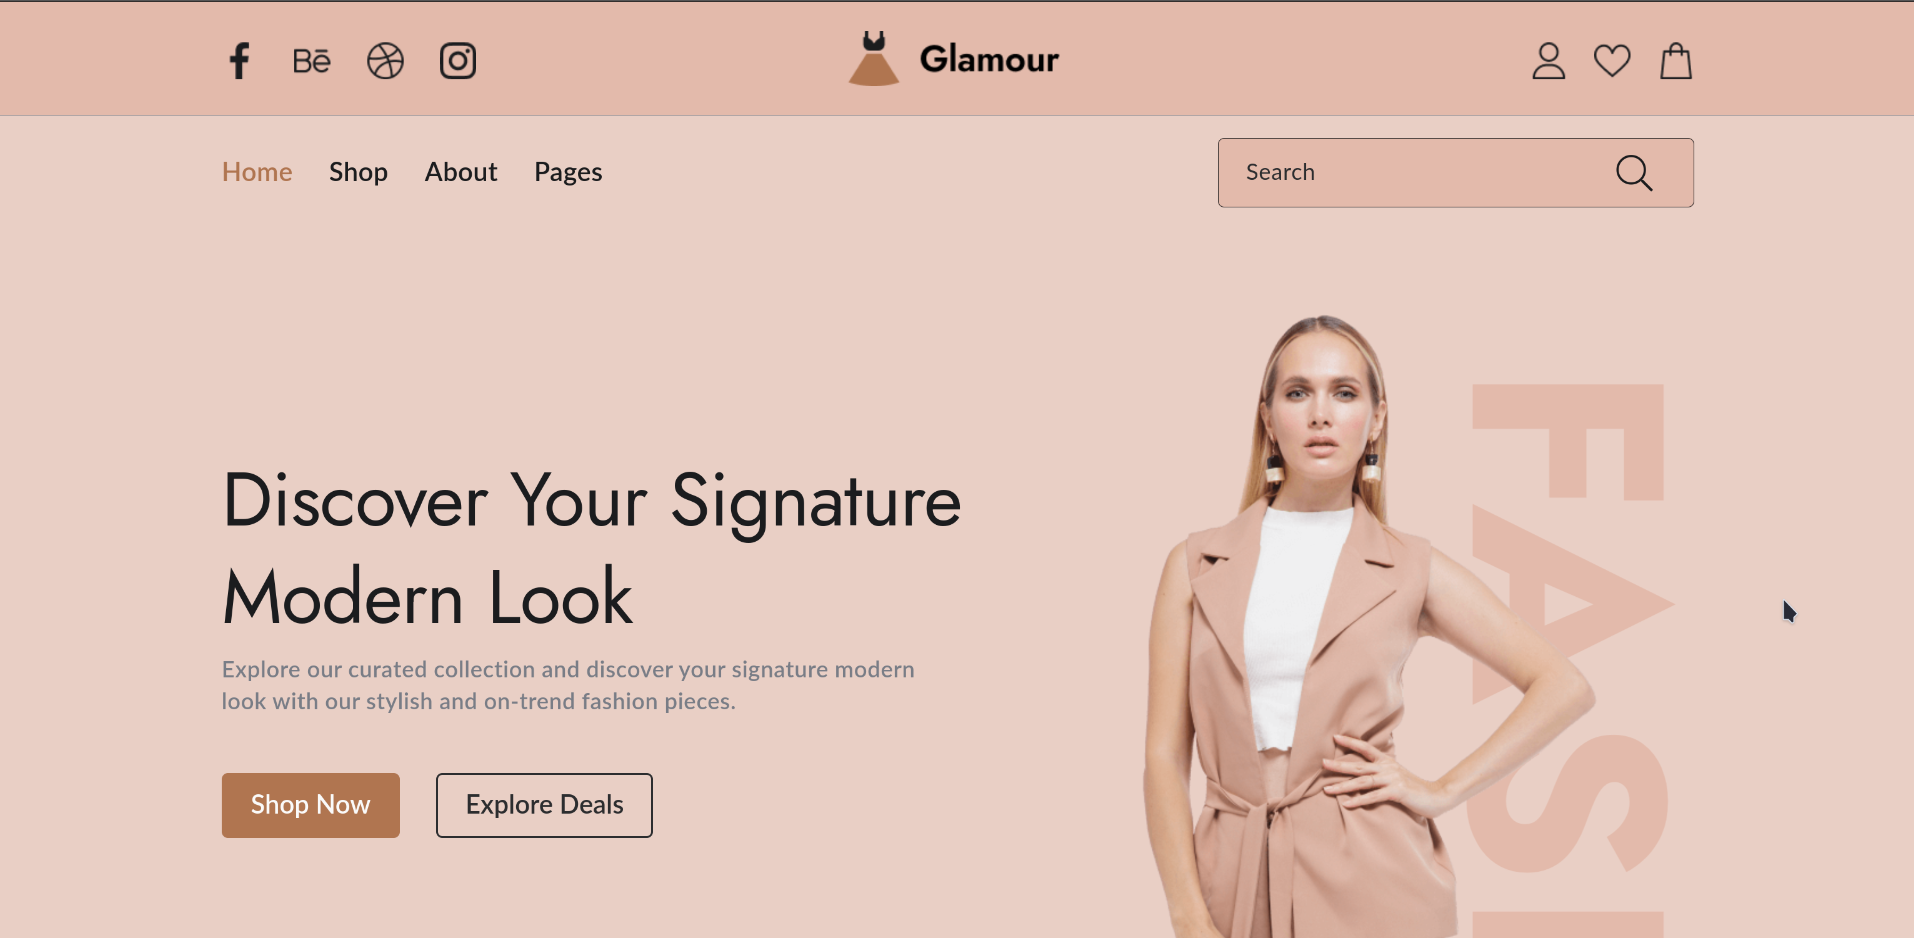 Bē
Glamour
Home Shop About Pages
Search
Discover Your Signature
Modern Look
Explore our curated collection and discover your signature modern
look with our stylish and on-trend fashion pieces.
Shop Now Explore Deals
FAS